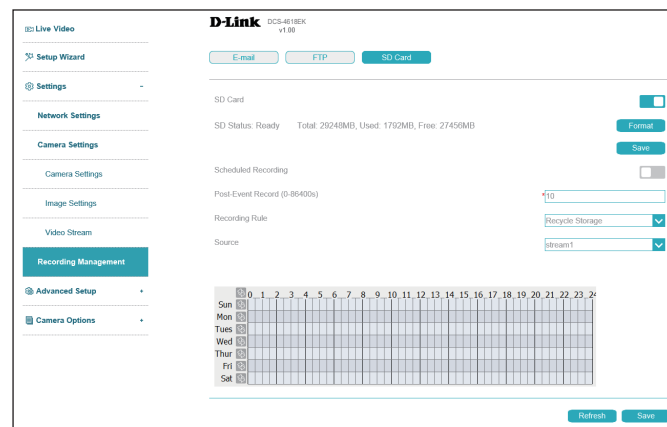 D-Link DCS-4618EK
v1.00
Live Video
Setup Wizard
Settings -
Network Settings
Camera Settings
Camera Settings
Image Settings
Video Stream
Recording Management
Advanced Setup +
Camera Options +
E-mail FTP SD Card
SD Card
SD Status: Ready Total: 29248MB, Used: 1792MB, Free: 27456MB Format
Save
Scheduled Recording
Post-Event Record (0-86400s) *10
Recording Rule Recycle Storage
Source stream1
0 1 2 3 4 5 6 7 8 9 10 11 12 13 14 15 16 17 18 19 20 21 22 23 24
Sun
Mon
Tues
Wed
Thur
Fri
Sat
Refresh Save